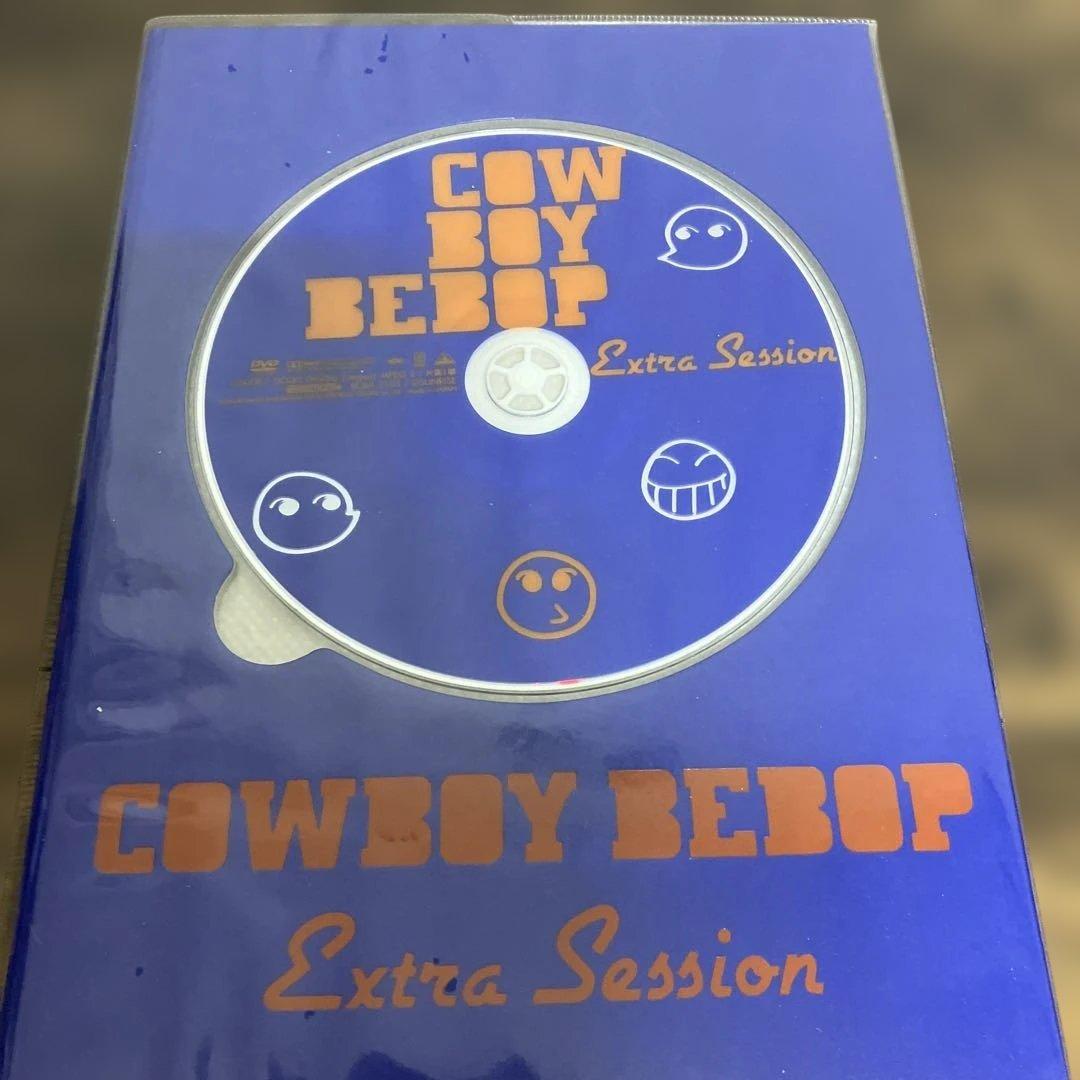 COW
BOY
BEBOP
Extra Session
DVD
COWBOY BEBOP
Extra Session